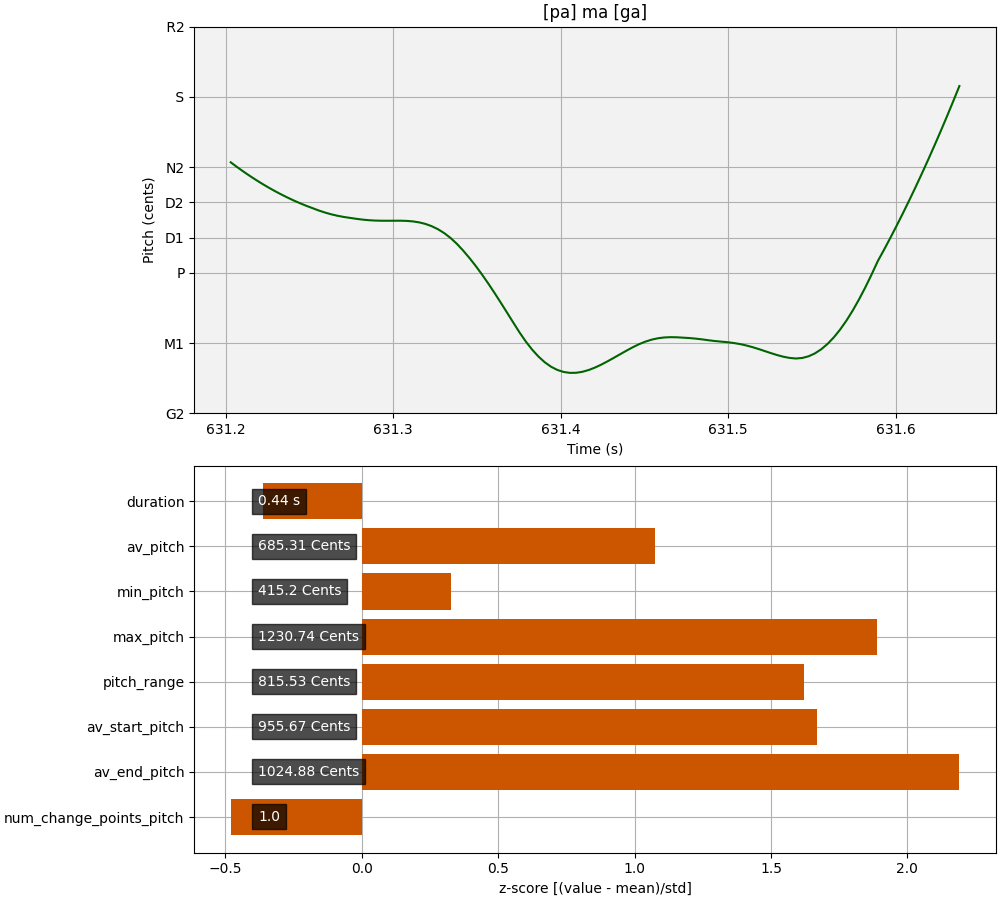 [pa] ma [ga]
R2
S
N2
D2
D1
P
M1
G2
Pitch (cents)
631.2 631.3 631.4 631.5 631.6
Time (s)
duration 0.44 s
av_pitch 685.31 Cents
min_pitch 415.2 Cents
max_pitch 1230.74 Cents
pitch_range 815.53 Cents
av_start_pitch 955.67 Cents
av_end_pitch 1024.88 Cents
num_change_points_pitch 1.0
−0.5 0.0 0.5 1.0 1.5 2.0
z-score [(value - mean)/std]